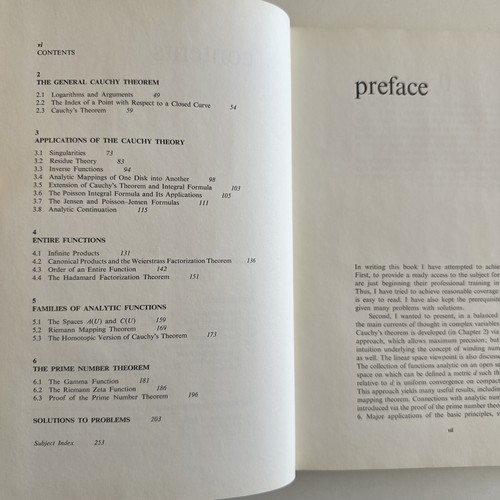 vi
CONTENTS
2
THE GENERAL CAUCHY THEOREM
2.1 Logarithms and Arguments 49
2.2 The Index of a Point with Respect to a Closed Curve 54
2.3 Cauchy's Theorem 59
3
APPLICATIONS OF THE CAUCHY THEORY
3.1 Singularities 73
3.2 Residue Theory 83
3.3 Inverse Functions 94
3.4 Analytic Mappings of One Disk into Another 98
3.5 Extension of Cauchy's Theorem and Integral Formula 103
3.6 The Poisson Integral Formula and Its Applications 105
3.7 The Jensen and Poisson-Jensen Formulas 111
3.8 Analytic Continuation 115
4
ENTIRE FUNCTIONS
4.1 Infinite Products 131
4.2 Canonical Products and the Weierstrass Factorization Theorem 136
4.3 Order of an Entire Function 142
4.4 The Hadamard Factorization Theorem 151
5
FAMILIES OF ANALYTIC FUNCTIONS
5.1 The Spaces A(U) and C(U) 159
5.2 Riemann Mapping Theorem 169
5.3 The Homotopic Version of Cauchy's Theorem 173
6
THE PRIME NUMBER THEOREM
6.1 The Gamma Function 181
6.2 The Riemann Zeta Function 186
6.3 Proof of the Prime Number Theorem 196
SOLUTIONS TO PROBLEMS 203
Subject Index 233
preface
In writing this book I have attempted to achie
First, to provide a ready access to the subject for
are just beginning their professional training in
Thus, I have tried to achieve reasonable coverage
is easy to read. I have also kept the prerequisite
given many problems with solutions.
Second, I wanted to present, in a balanced
the main currents of thought in complex variables.
Cauchy's theorem is developed (in Chapter 2) via
approach, which allows maximum precision; but
intuition underlying the concept of winding num
as well. The linear space viewpoint is also discus
The collection of functions analytic on an open se
space on which can be defined a metric d such th
relative to d is uniform convergence on compac
This approach yields many useful results, includin
mapping theorem. Connections with analytic num
introduced via the proof of the prime number theo
6. Major applications of the basic principles, s
vii